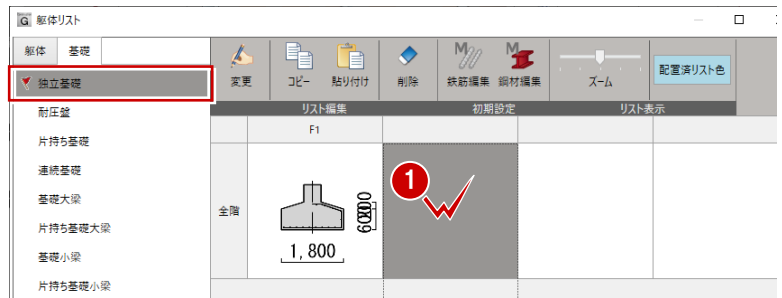 G 躯体リスト
躯体 基礎
変更 コピー 貼り付け 削除 鉄筋編集 鋼材編集 ズーム 配置済リスト色
リスト編集 初期設定 リスト表示
独立基礎
耐圧盤
片持ち基礎
連続基礎
基礎大梁
片持ち基礎大梁
基礎小梁
片持ち基礎小梁
F1
全階
1
1,800